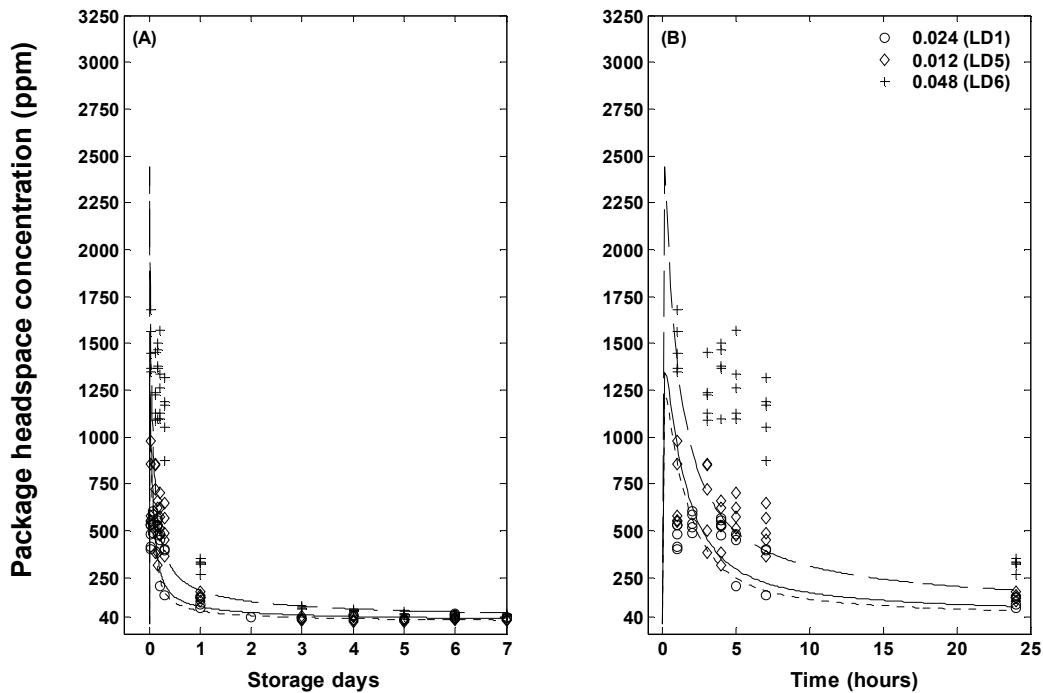 Package headspace concentration (ppm)
(A)
3250
3000
2750
2500
2250
2000
1750
1500
1250
1000
750
500
250
40
0 1 2 3 4 5 6 7
Storage days
(B)
0.024 (LD1)
0.012 (LD5)
0.048 (LD6)
3250
3000
2750
2500
2250
2000
1750
1500
1250
1000
750
500
250
40
0 5 10 15 20 25
Time (hours)